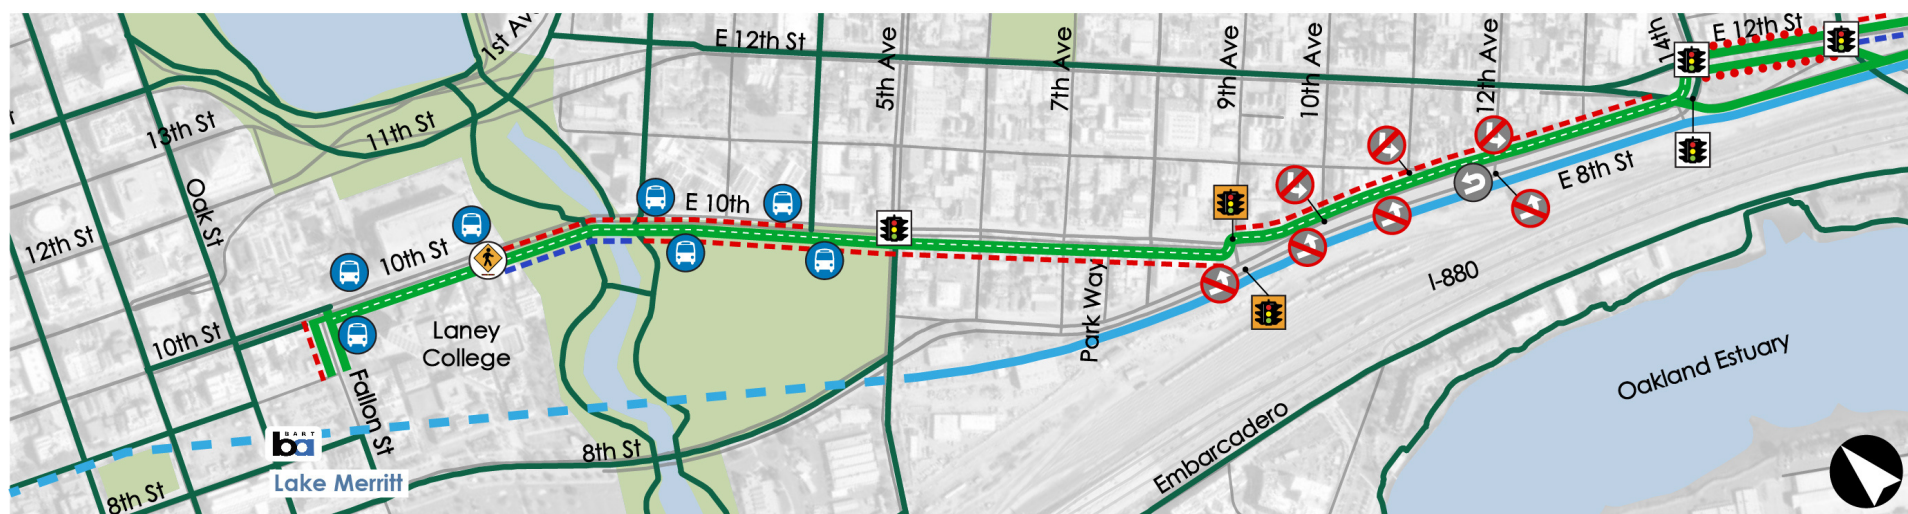 1st Av
E 12th St
5th Ave
7th Ave
9th Ave
10th Ave
12th Ave
14th
E 12th St
13th St
11th St
Oak St
12th St
10th St
E 10th
E 8th St
10th St
Laney
College
Fallon St
Park Way
I-880
Oakland Estuary
Embarcadero
8th St
BART
ba
Lake Merritt
8th St